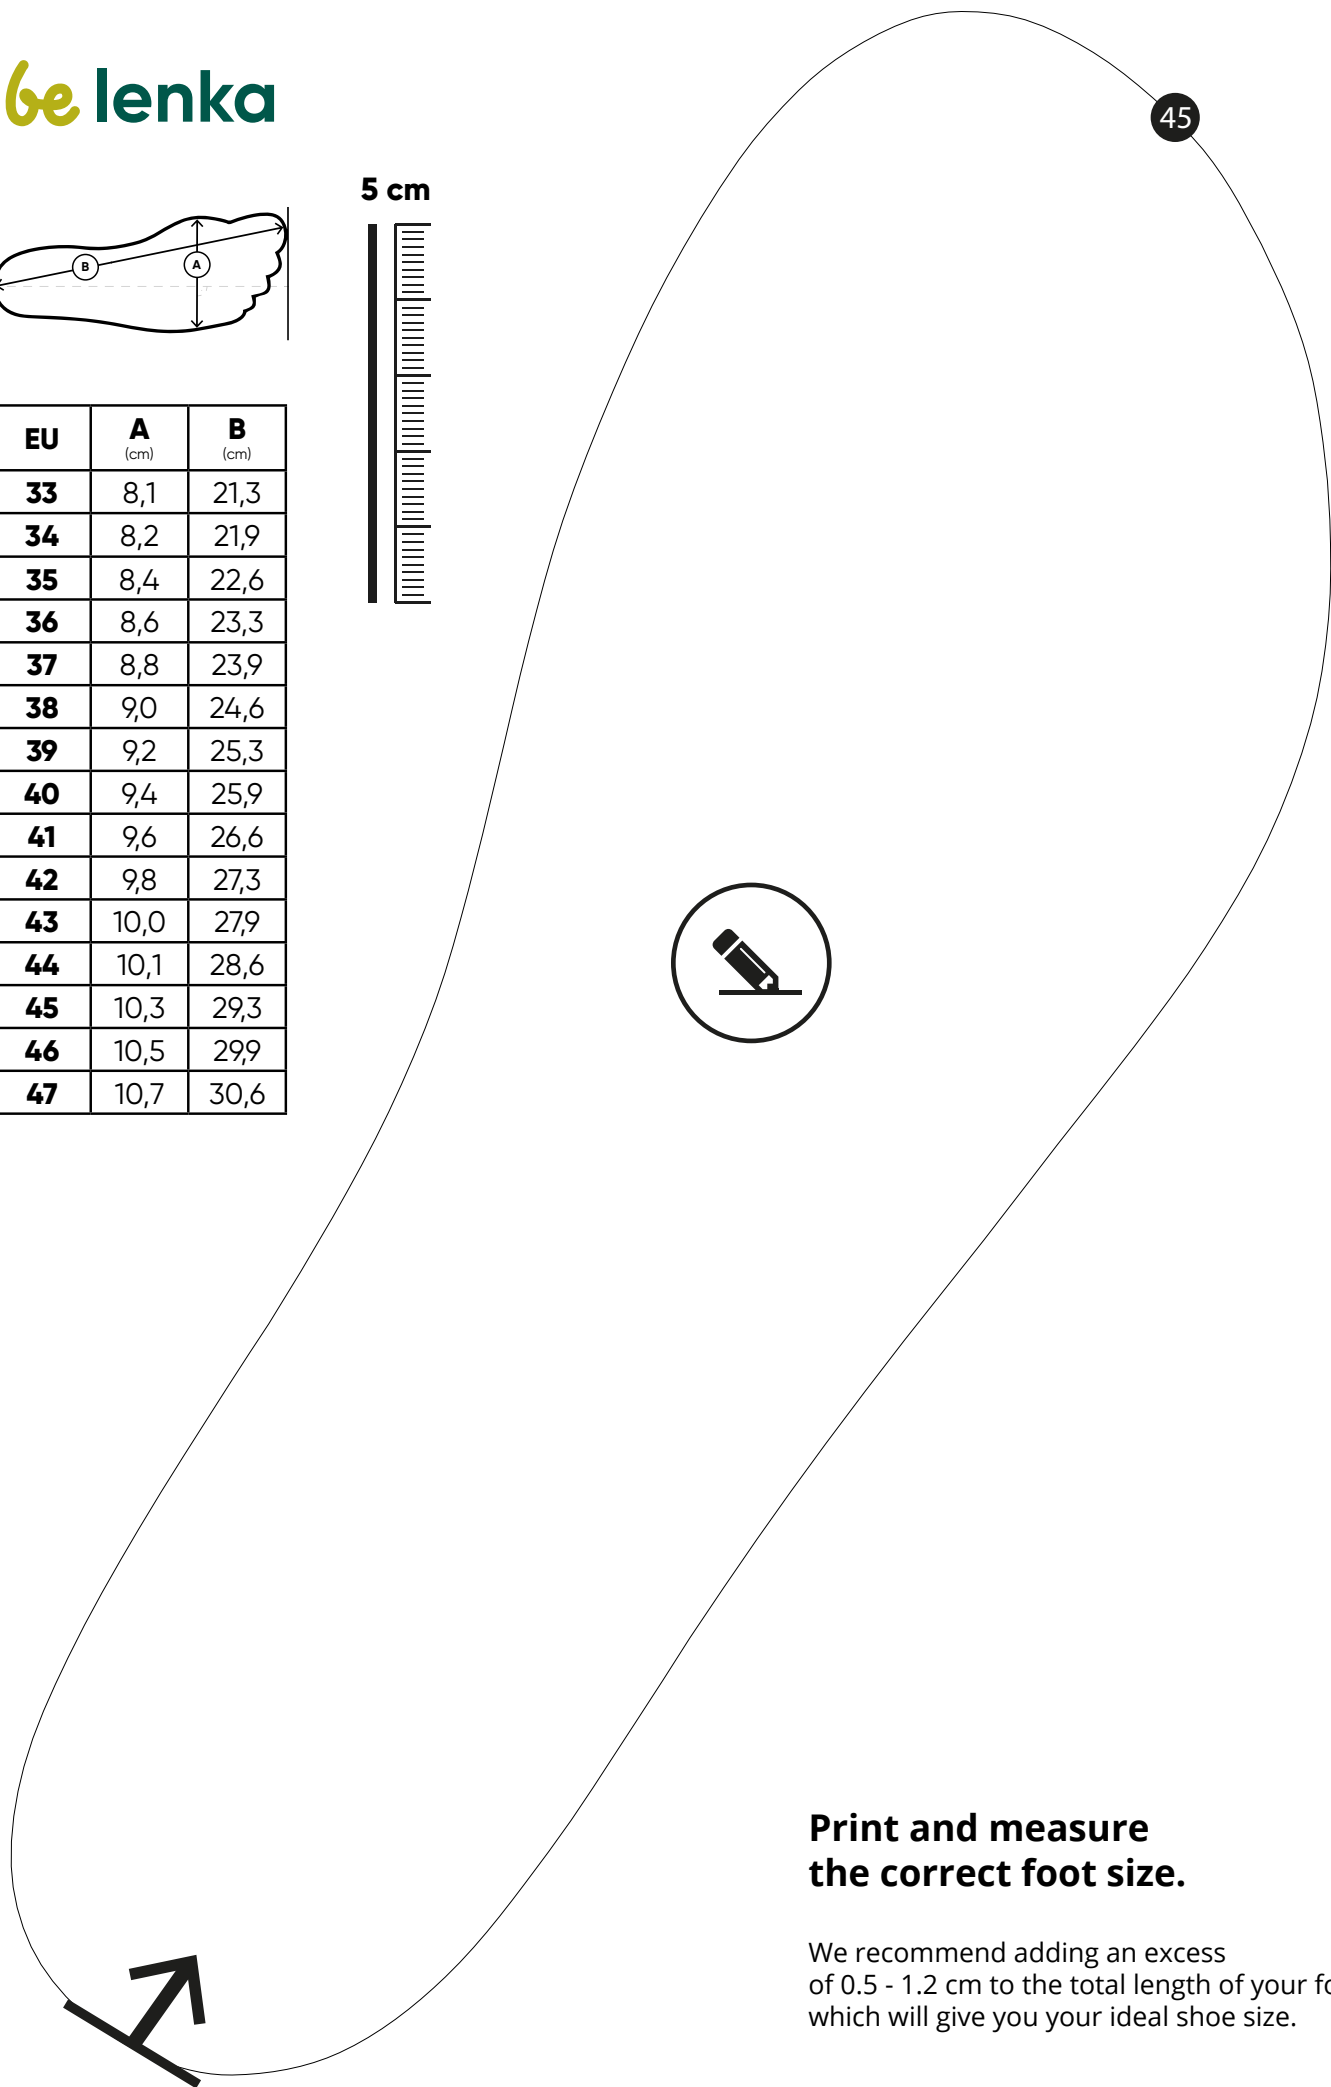 be lenka
45
5 cm
B
A
EU A (cm) B (cm)
33 8,1 21,3
34 8,2 21,9
35 8,4 22,6
36 8,6 23,3
37 8,8 23,9
38 9,0 24,6
39 9,2 25,3
40 9,4 25,9
41 9,6 26,6
42 9,8 27,3
43 10,0 27,9
44 10,1 28,6
45 10,3 29,3
46 10,5 29,9
47 10,7 30,6
Print and measure
the correct foot size.
We recommend adding an excess
of 0.5 - 1.2 cm to the total length of your
which will give you your ideal shoe size.